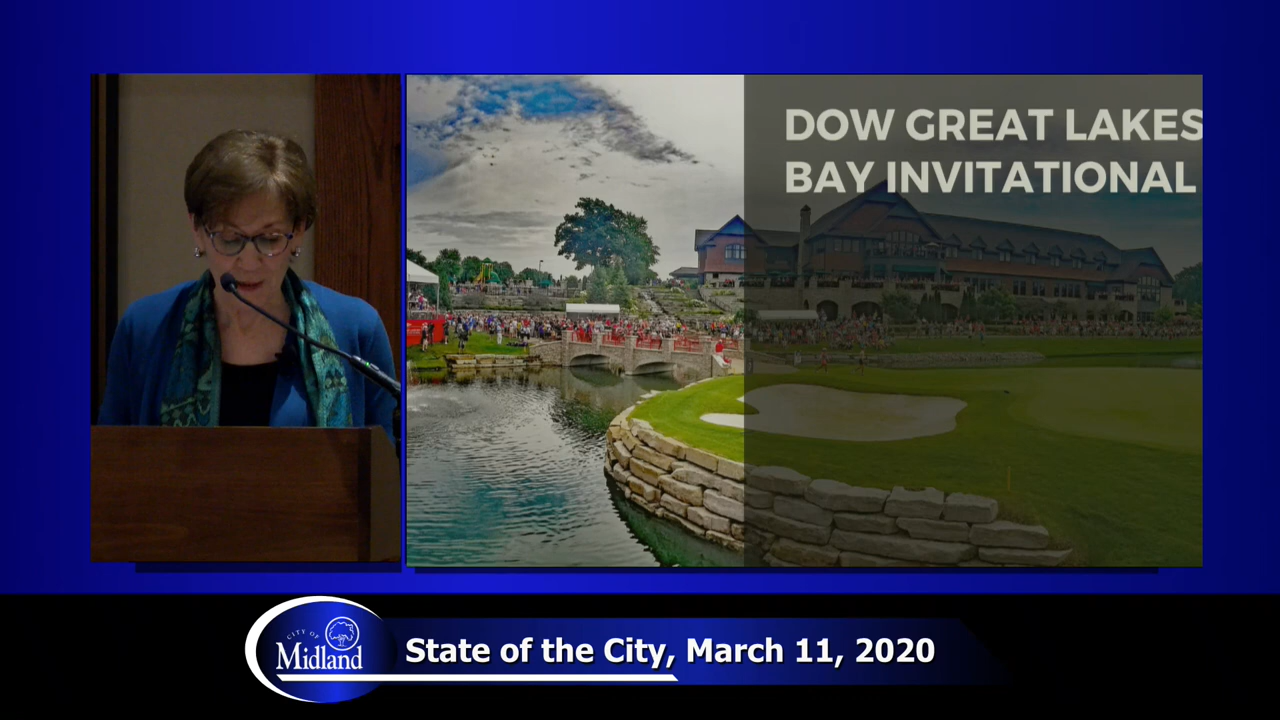 DOW GREAT LAKES
BAY INVITATIONAL
CITY OF
Midland
State of the City, March 11, 2020